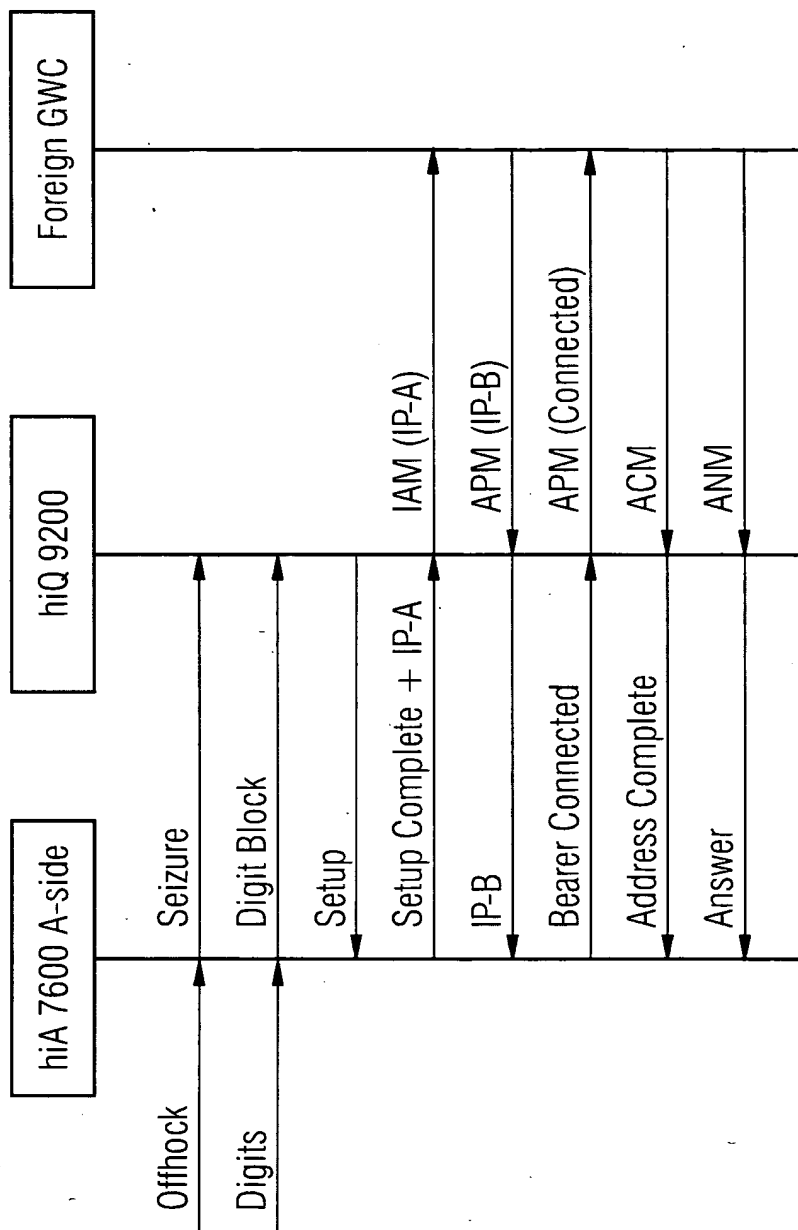 hiA 7600 A-side
hiQ 9200
Foreign GWC
Offhock
Seizure
Digits
Digit Block
Setup
Setup Complete + IP-A
IAM (IP-A)
IP-B
APM (IP-B)
Bearer Connected
APM (Connected)
Address Complete
ACM
Answer
ANM